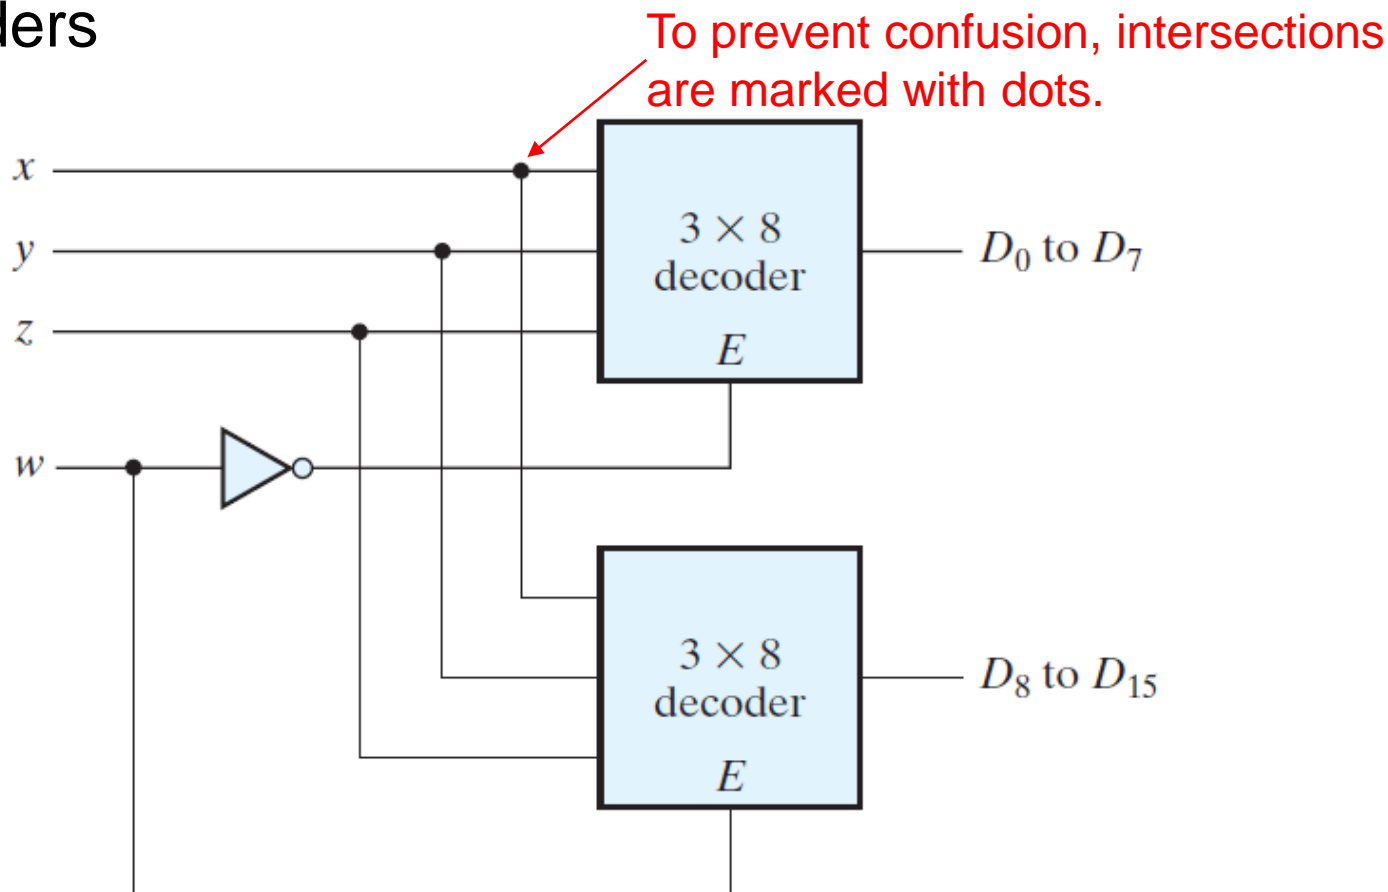 To prevent confusion, intersections
are marked with dots.
x
y
3 × 8
decoder
D₀ to D₇
z
E
w
3 × 8
decoder
D₈ to D₁₅
E